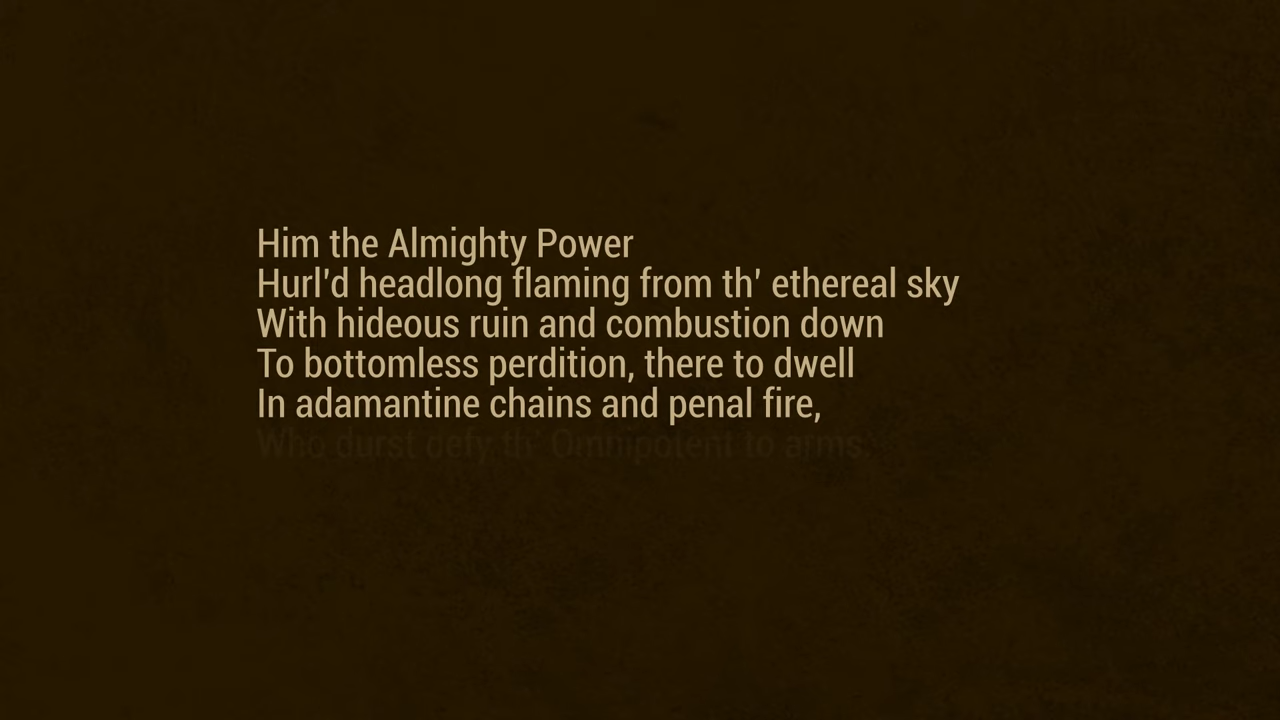 Him the Almighty Power
Hurl'd headlong flaming from th' ethereal sky
With hideous ruin and combustion down
To bottomless perdition, there to dwell
In adamantine chains and penal fire,
Who durst defy th' Omnipotent to arms.